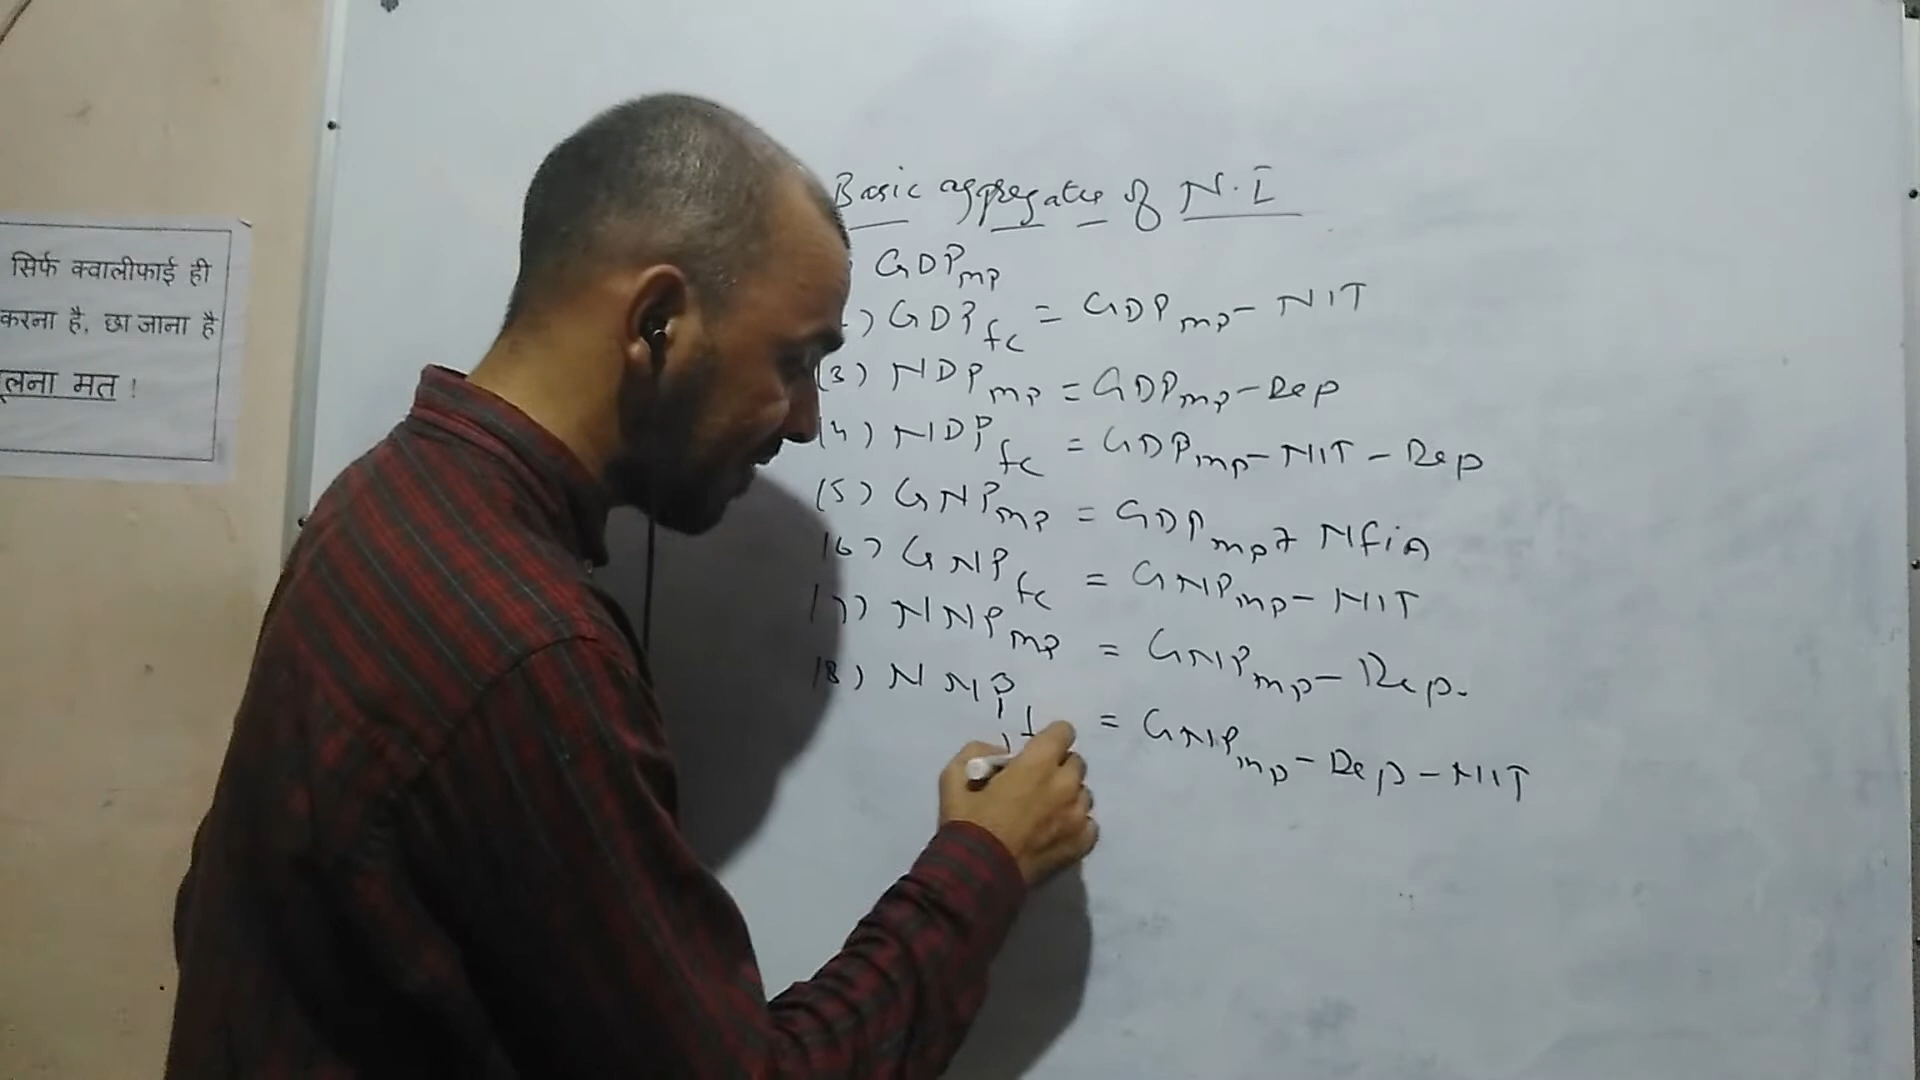 सिर्फ क्वालीफाई ही
करना है, छा जाना है
मत !
Basic aggregates of N.I
GDPmp
) GDPfc = GDPmp - NIT
(3) NDPmp = GDPmp - Dep
(4) NDPfc = GDPmp - NIT - Dep
(5) GNPmp = GDPmp + Nfia
(6) GNPfc = GNPmp - NIT
(7) NNPmp = GNPmp - Dep.
(8) NNP = GNPmp - Dep - NIT